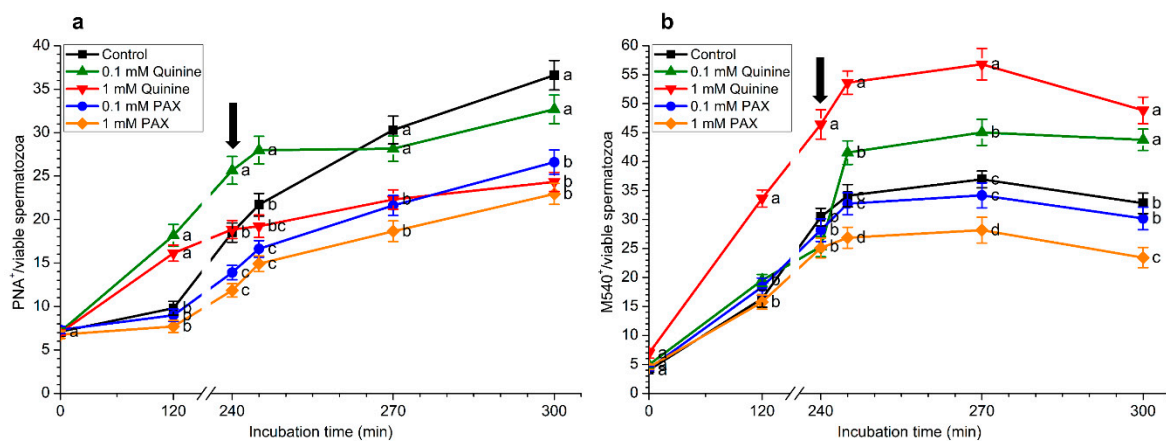 a
40
35
30
25
20
15
10
5
0
PNA⁺/viable spermatozoa
Control
0.1 mM Quinine
1 mM Quinine
0.1 mM PAX
1 mM PAX
a
a
a
b
b
b
a
b
b
c
c
a
b
bc
c
c
a
a
b
b
b
a
a
b
b
b
0 120 240 270 300
Incubation time (min)
b
60
55
50
45
40
35
30
25
20
15
10
5
0
M540⁺/viable spermatozoa
Control
0.1 mM Quinine
1 mM Quinine
0.1 mM PAX
1 mM PAX
a
a
a
a
b
b
a
b
b
b
a
b
c
c
d
a
b
c
c
d
a
a
b
b
c
0 120 240 270 300
Incubation time (min)